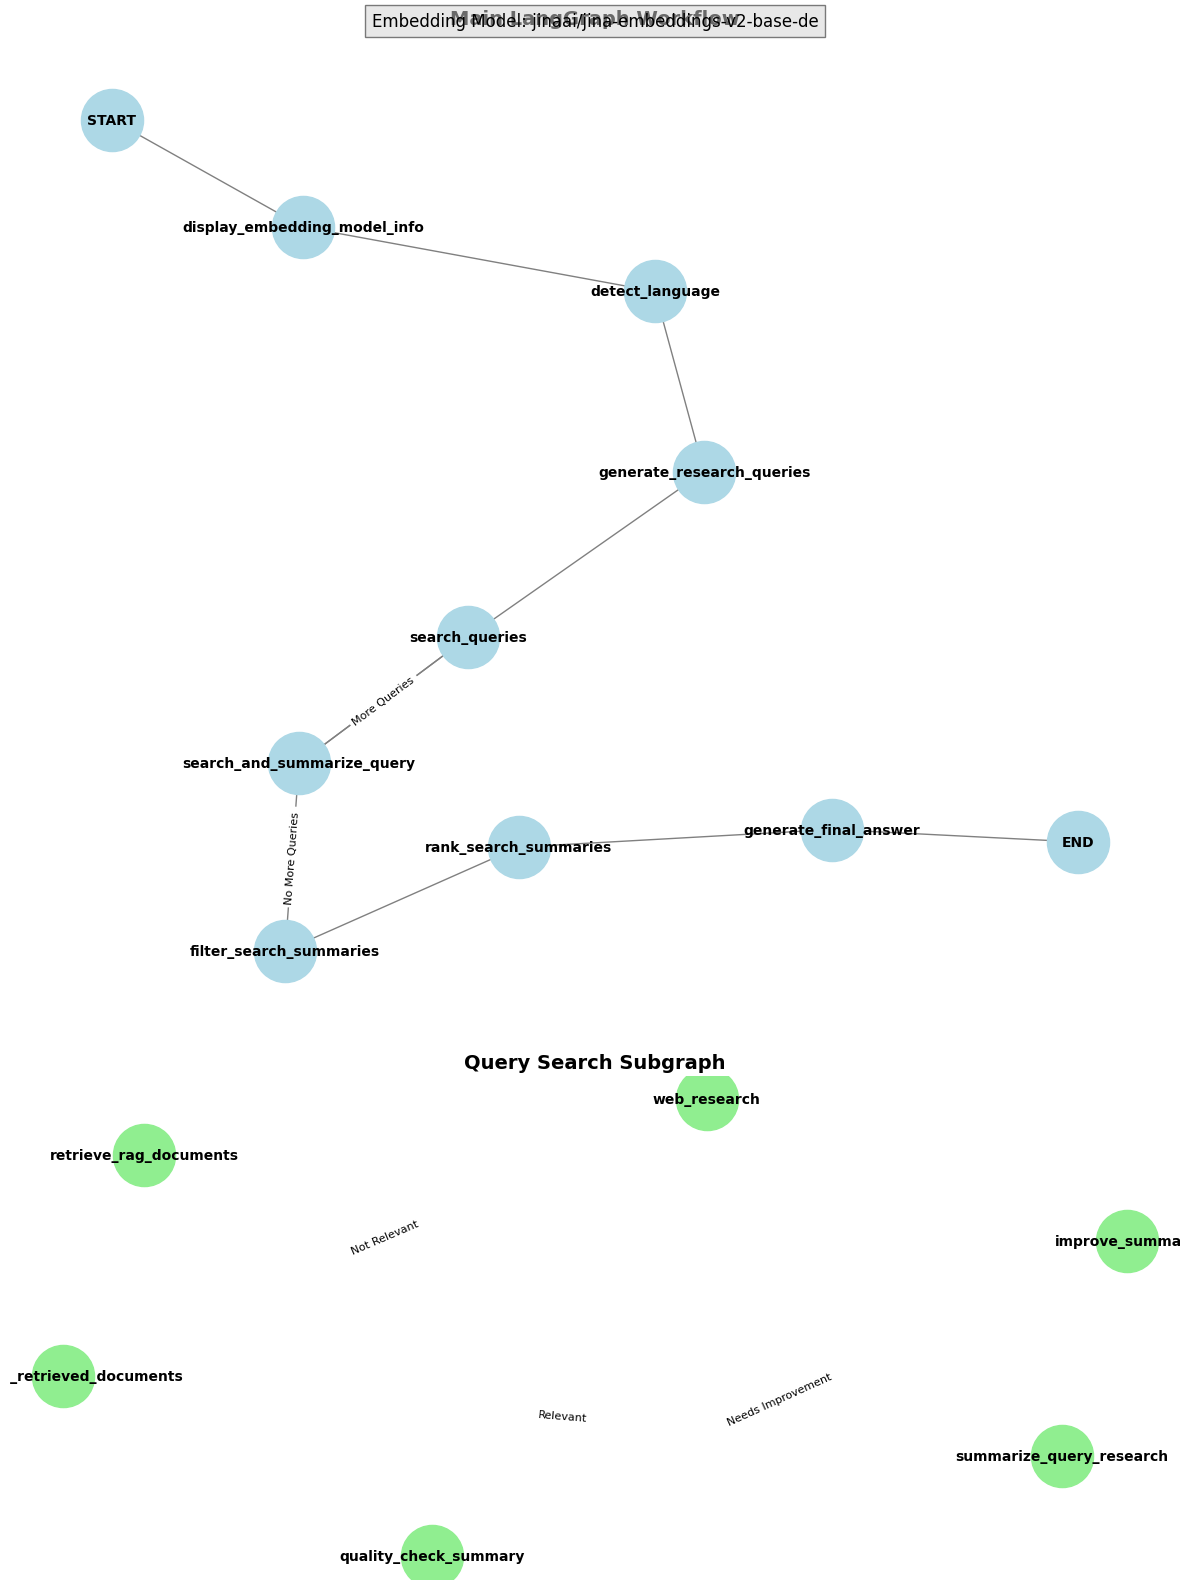 Main LangGraph Workflow
Embedding Model: jinaai/jina-embeddings-v2-base-de
START
display_embedding_model_info
detect_language
generate_research_queries
search_queries
More Queries
search_and_summarize_query
No More Queries
generate_final_answer
rank_search_summaries
END
filter_search_summaries
Query Search Subgraph
web_research
retrieve_rag_documents
Not Relevant
improve_summa
_retrieved_documents
Needs Improvement
Relevant
summarize_query_research
quality_check_summary